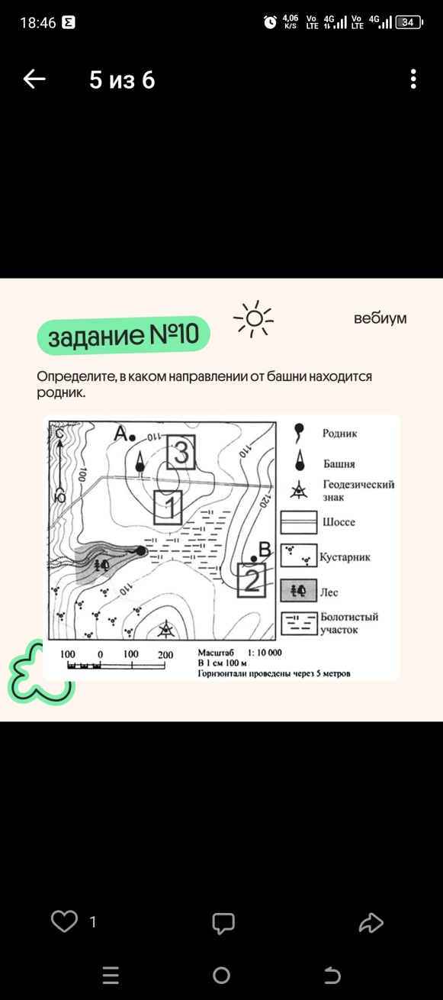 18:46 Σ 4,06 K/S Vo LTE 4G Vo LTE 4G 34
5 из 6
вебиум
задание №10
Определите, в каком направлении от башни находится
родник.
С
А
110
3
110
100
Ю
1
120
В
2
110
Родник
Башня
Геодезический
знак
Шоссе
Кустарник
Лес
Болотистый
участок
100 0 100 200
Масштаб 1: 10 000
В 1 см 100 м
Горизонтали проведены через 5 метров
1